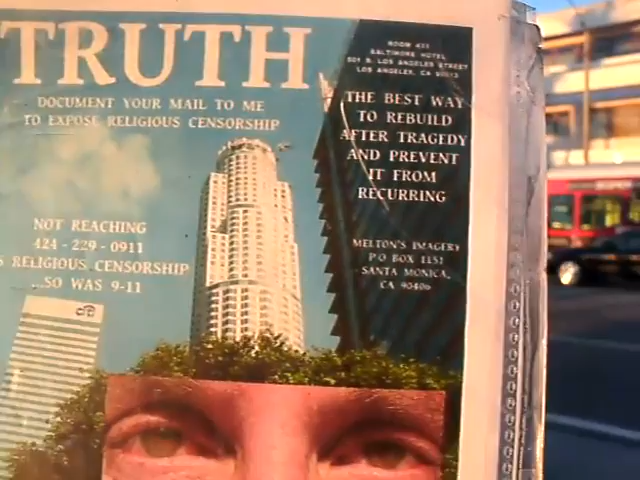 TRUTH
DOCUMENT YOUR MAIL TO ME
TO EXPOSE RELIGIOUS CENSORSHIP
NOT REACHING
424-229-0911
S RELIGIOUS CENSORSHIP
...SO WAS 9-11
citi
ROOM 431
BALTIMORE HOTEL
501 S. LOS ANGELES STREET
LOS ANGELES, CA 90013
THE BEST WAY
TO REBUILD
AFTER TRAGEDY
AND PREVENT
IT FROM
RECURRING
MELTON'S IMAGERY
P O BOX 1151
SANTA MONICA,
CA 90406